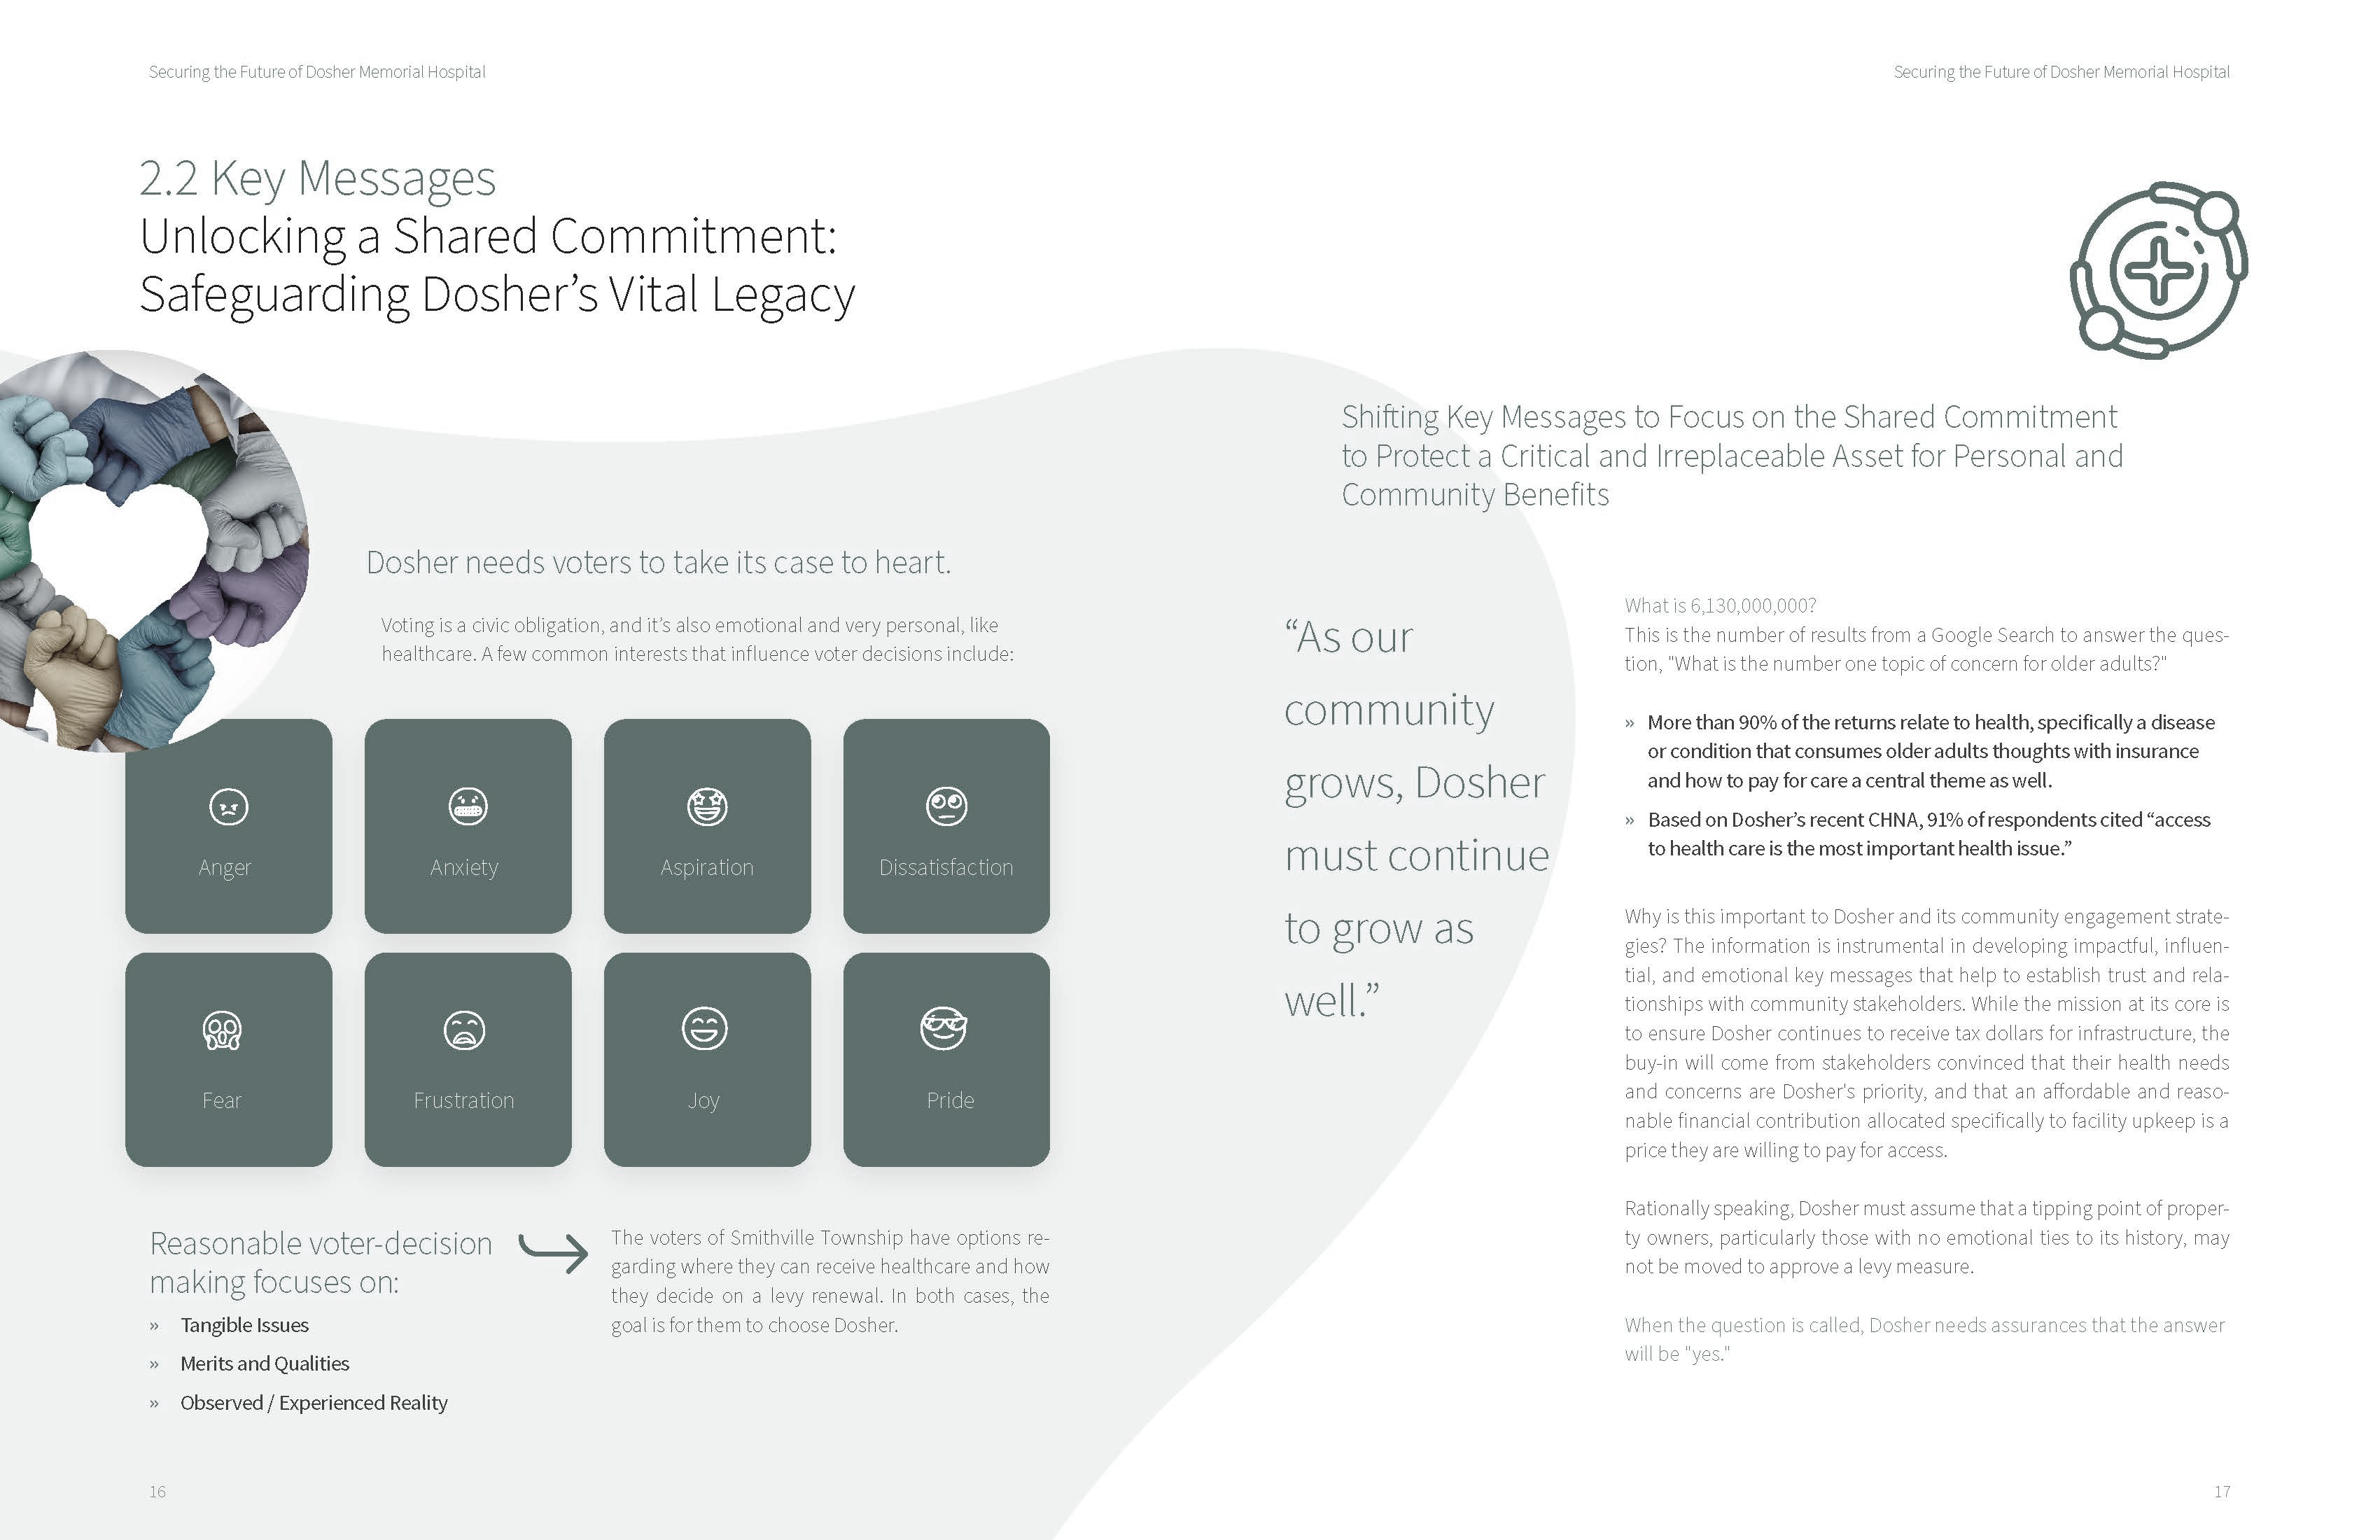 Securing the Future of Dosher Memorial Hospital
2.2 Key Messages
Unlocking a Shared Commitment:
Safeguarding Dosher’s Vital Legacy
Dosher needs voters to take its case to heart.
Voting is a civic obligation, and it’s also emotional and very personal, like
healthcare. A few common interests that influence voter decisions include:
Anger
Anxiety
Aspiration
Dissatisfaction
Fear
Frustration
Joy
Pride
Reasonable voter-decision
making focuses on:
» Tangible Issues
» Merits and Qualities
» Observed / Experienced Reality
The voters of Smithville Township have options re-
garding where they can receive healthcare and how
they decide on a levy renewal. In both cases, the
goal is for them to choose Dosher.
16
Securing the Future of Dosher Memorial Hospital
Shifting Key Messages to Focus on the Shared Commitment
to Protect a Critical and Irreplaceable Asset for Personal and
Community Benefits
“As our
community
grows, Dosher
must continue
to grow as
well.”
What is 6,130,000,000?
This is the number of results from a Google Search to answer the ques-
tion, "What is the number one topic of concern for older adults?"
» More than 90% of the returns relate to health, specifically a disease
or condition that consumes older adults thoughts with insurance
and how to pay for care a central theme as well.
» Based on Dosher’s recent CHNA, 91% of respondents cited “access
to health care is the most important health issue.”
Why is this important to Dosher and its community engagement strate-
gies? The information is instrumental in developing impactful, influen-
tial, and emotional key messages that help to establish trust and rela-
tionships with community stakeholders. While the mission at its core is
to ensure Dosher continues to receive tax dollars for infrastructure, the
buy-in will come from stakeholders convinced that their health needs
and concerns are Dosher's priority, and that an affordable and reaso-
nable financial contribution allocated specifically to facility upkeep is a
price they are willing to pay for access.
Rationally speaking, Dosher must assume that a tipping point of proper-
ty owners, particularly those with no emotional ties to its history, may
not be moved to approve a levy measure.
When the question is called, Dosher needs assurances that the answer
will be "yes."
17